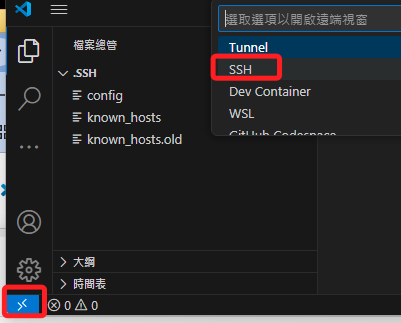 選取選項以開啟遠端視窗
Tunnel
SSH
Dev Container
WSL
GitHub Codespace
檔案總管
.SSH
config
known_hosts
known_hosts.old
大綱
時間表
0 0